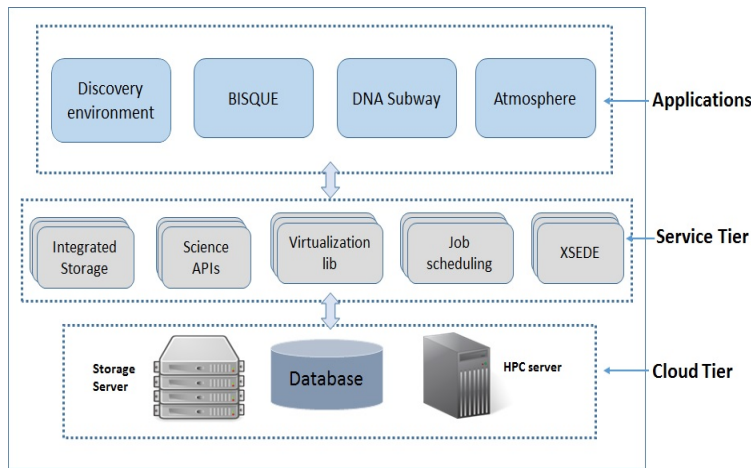 Discovery
environment
BISQUE
DNA Subway
Atmosphere
Applications
Integrated
Storage
Science
APIs
Virtualization
lib
Job
scheduling
XSEDE
Service Tier
Storage
Server
Database
HPC server
Cloud Tier